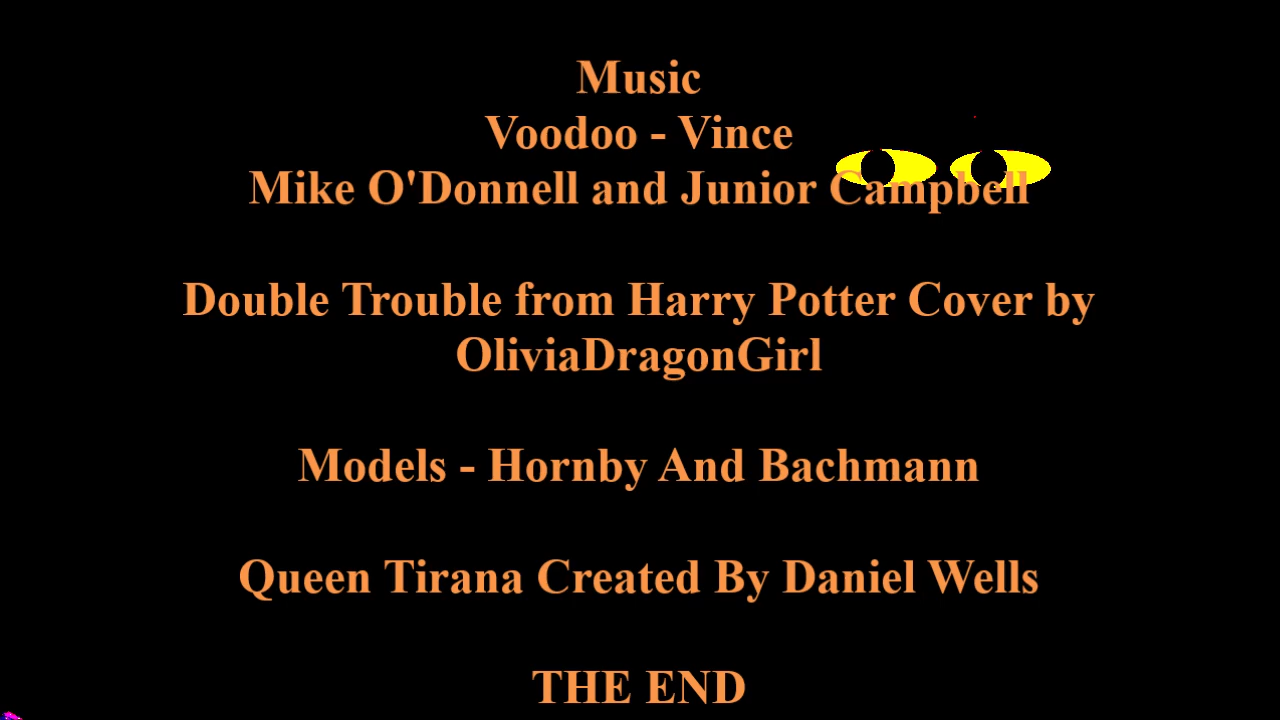 Music
Voodoo - Vince
Mike O'Donnell and Junior Campbell
Double Trouble from Harry Potter Cover by
OliviaDragonGirl
Models - Hornby And Bachmann
Queen Tirana Created By Daniel Wells
THE END